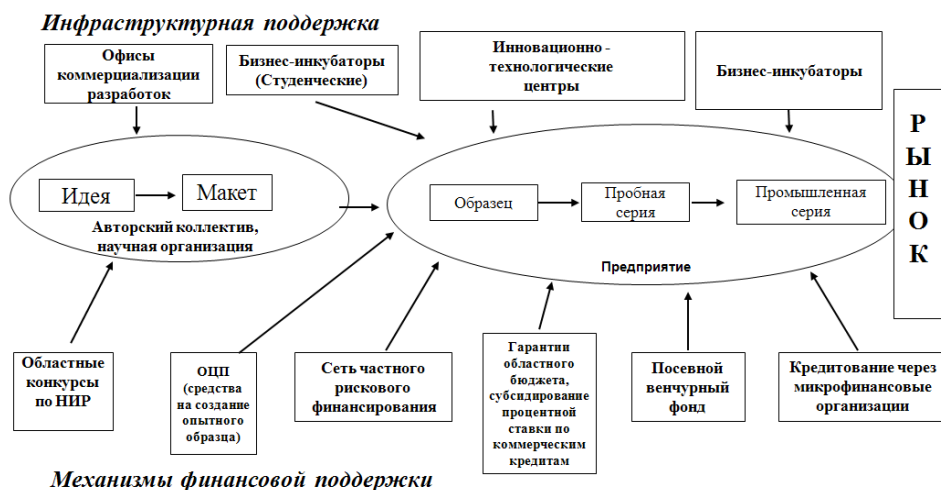 Инфраструктурная поддержка
Офисы
коммерциализации
разработок
Бизнес-инкубаторы
(Студенческие)
Инновационно -
технологические
центры
Бизнес-инкубаторы
Р
Ы
Н
О
К
Идея
Макет
Авторский коллектив,
научная организация
Образец
Пробная
серия
Промышленная
серия
Предприятие
Областные
конкурсы
по НИР
ОЦП
(средства
на создание
опытного
образца)
Сеть частного
рискового
финансирования
Гарантии
областного
бюджета,
субсидирование
процентной
ставки по
коммерческим
кредитам
Посевной
венчурный
фонд
Кредитование через
микрофинансовые
организации
Механизмы финансовой поддержки